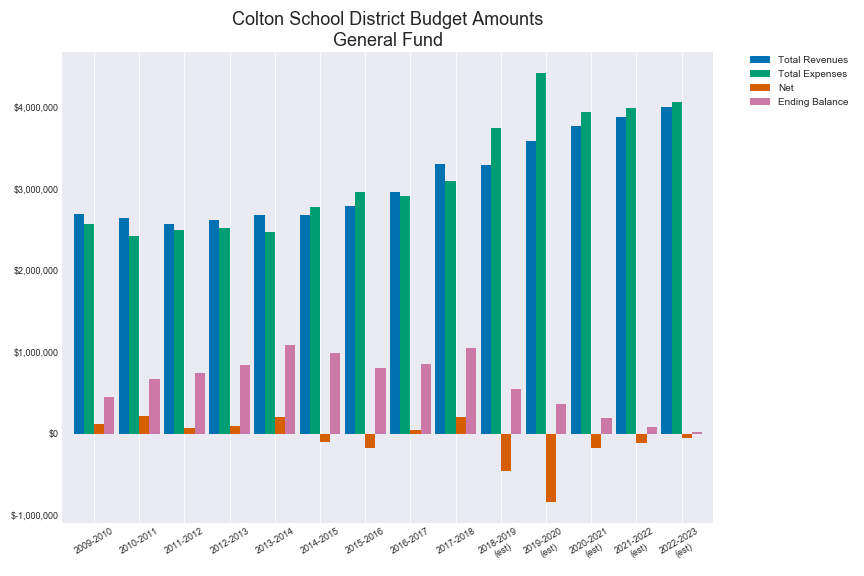 Colton School District Budget Amounts
General Fund
Total Revenues
Total Expenses
Net
Ending Balance
$4,000,000
$3,000,000
$2,000,000
$1,000,000
$0
$-1,000,000
2009-2010
2010-2011
2011-2012
2012-2013
2013-2014
2014-2015
2015-2016
2016-2017
2017-2018
2018-2019
(est)
2019-2020
(est)
2020-2021
(est)
2021-2022
(est)
2022-2023
(est)